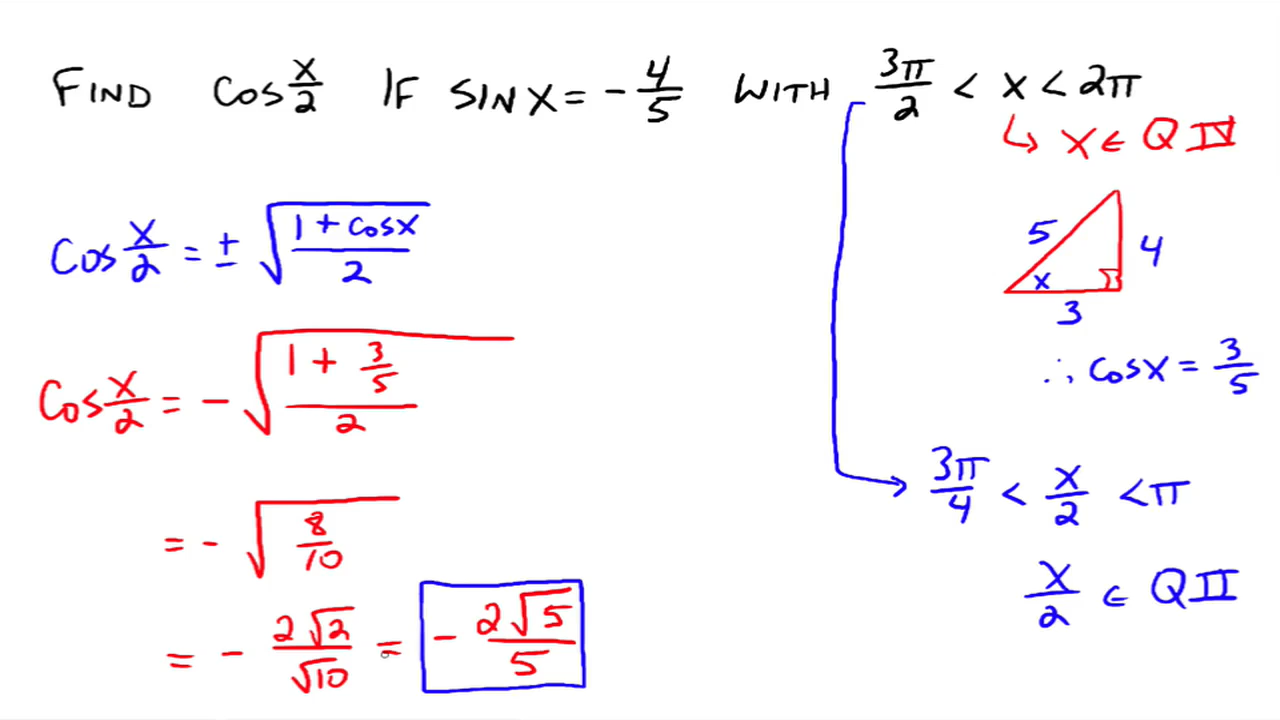 FIND cos x/2 IF SIN X = - 4/5 WITH 3π/2 < x < 2π
↳ X ∈ Q IV
cos x/2 = ± √((1 + cos x)/2)
5 4
x
3
∴ cos x = 3/5
cos x/2 = - √((1 + 3/5)/2)
3π/4 < x/2 < π
= - √(8/10)
x/2 ∈ Q II
= - 2√2/√10 = - 2√5/5